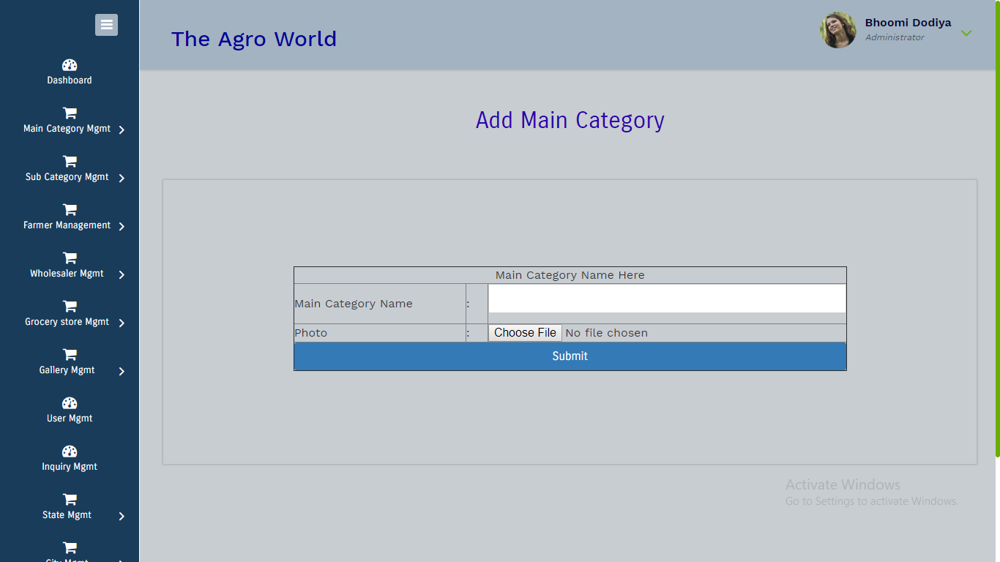 The Agro World
Bhoomi Dodiya
Administrator
Dashboard
Main Category Mgmt
Sub Category Mgmt
Farmer Management
Wholesaler Mgmt
Grocery store Mgmt
Gallery Mgmt
User Mgmt
Inquiry Mgmt
State Mgmt
City Mgmt
Add Main Category
Main Category Name Here
Main Category Name :
Photo : Choose File No file chosen
Submit
Activate Windows
Go to Settings to activate Windows.